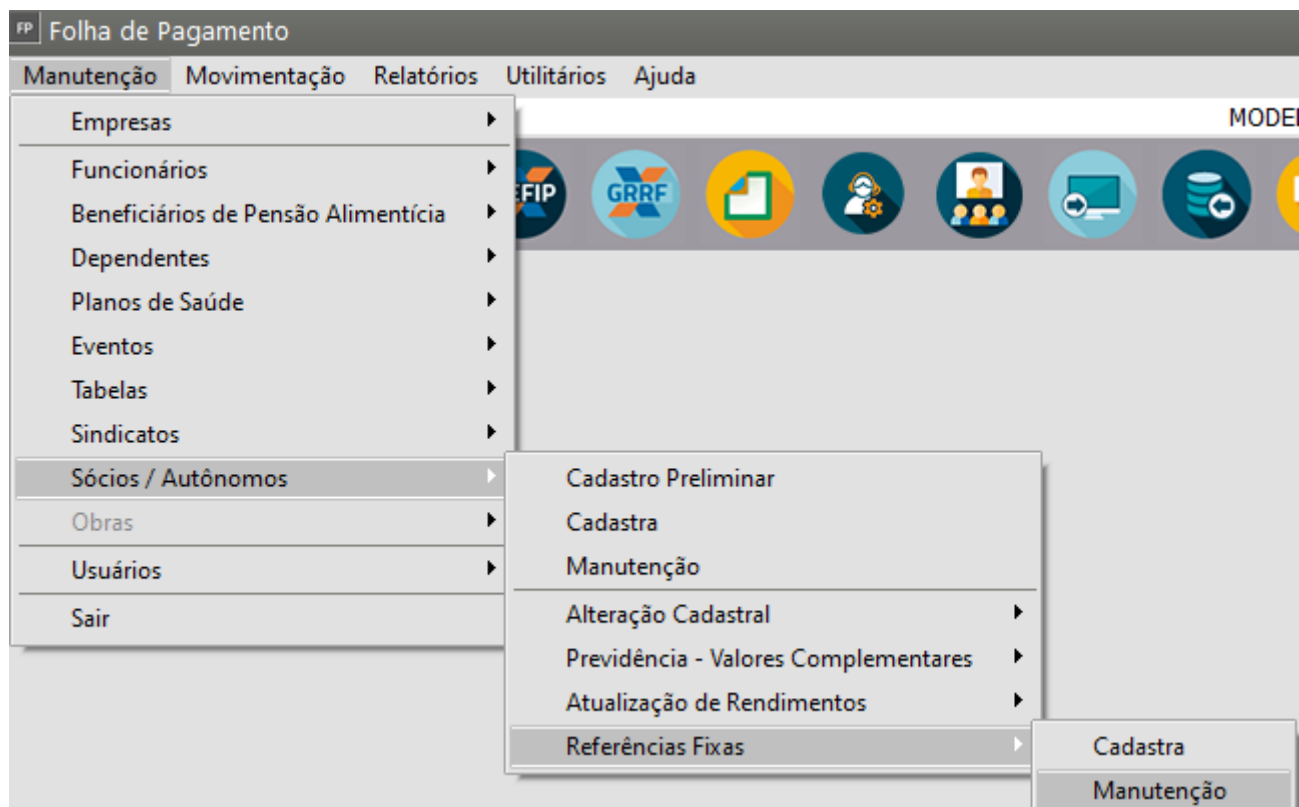 FP Folha de Pagamento
Manutenção Movimentação Relatórios Utilitários Ajuda
Empresas
Funcionários
Beneficiários de Pensão Alimentícia
Dependentes
Planos de Saúde
Eventos
Tabelas
Sindicatos
Sócios / Autônomos
Obras
Usuários
Sair
MODE
EFIP
GRRF
Cadastro Preliminar
Cadastra
Manutenção
Alteração Cadastral
Previdência - Valores Complementares
Atualização de Rendimentos
Referências Fixas
Cadastra
Manutenção